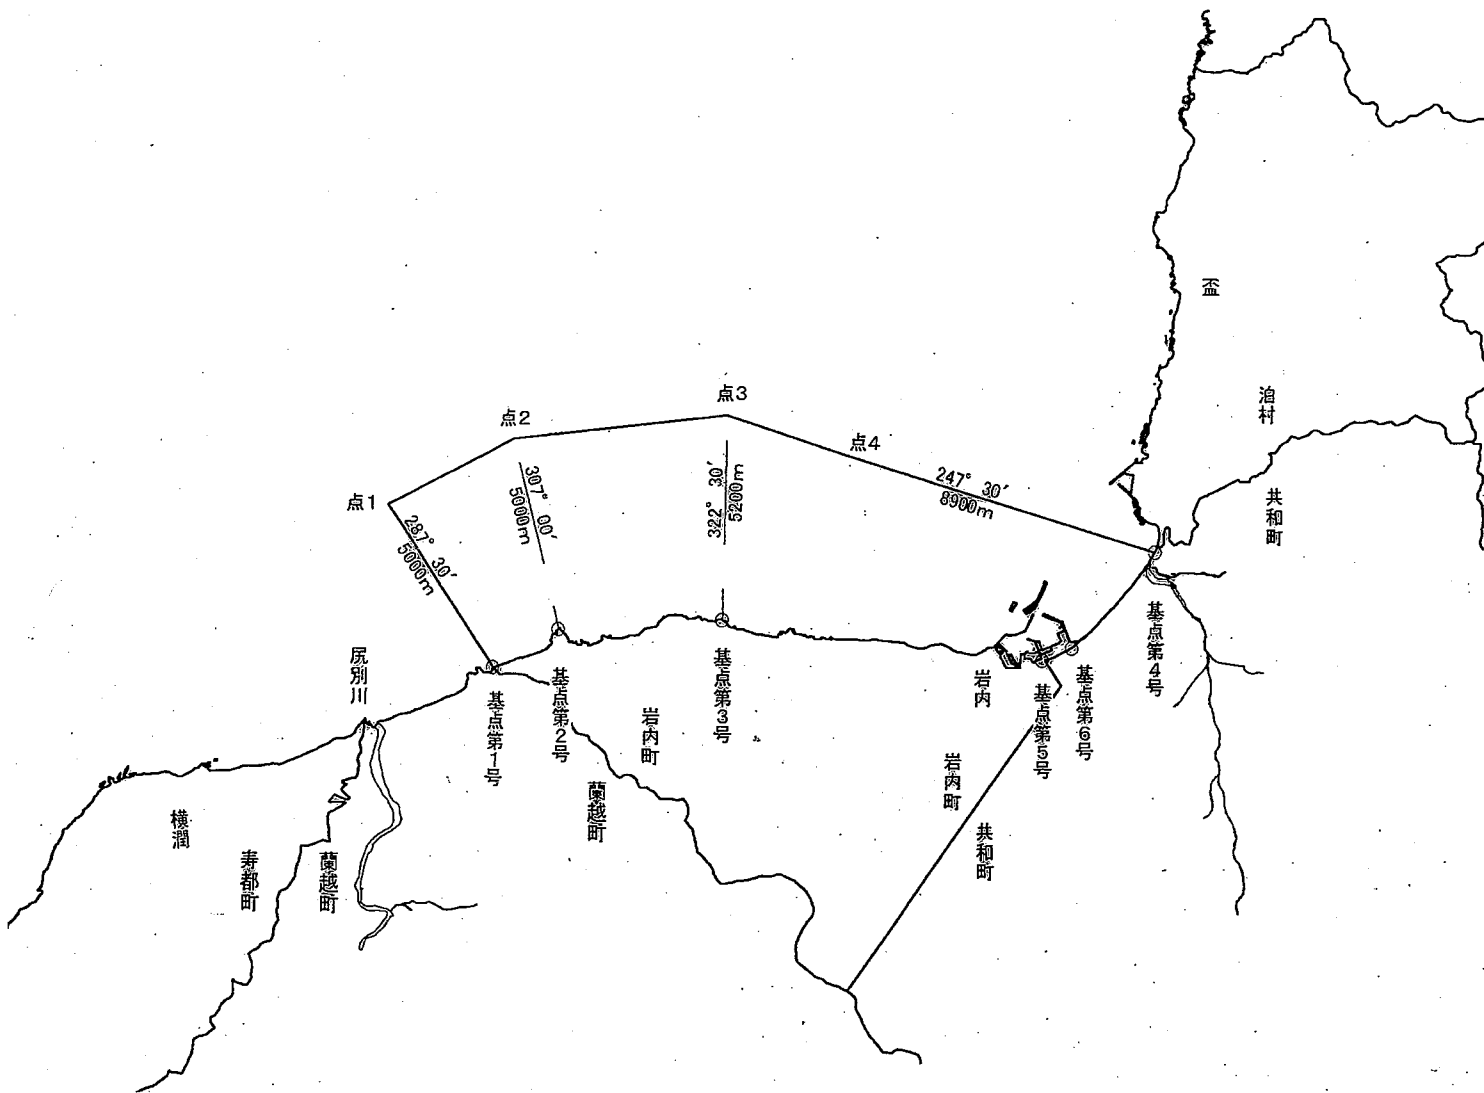 盃
泊村
共和町
点3
点2
点4
点1
287° 30′
5000m
307° 00′
5000m
322° 30′
5200m
247° 30′
8900m
尻別川
基点第1号
基点第2号
岩内町
蘭越町
基点第3号
岩内
基点第5号
基点第6号
基点第4号
岩内町
共和町
横澗
寿都町
蘭越町